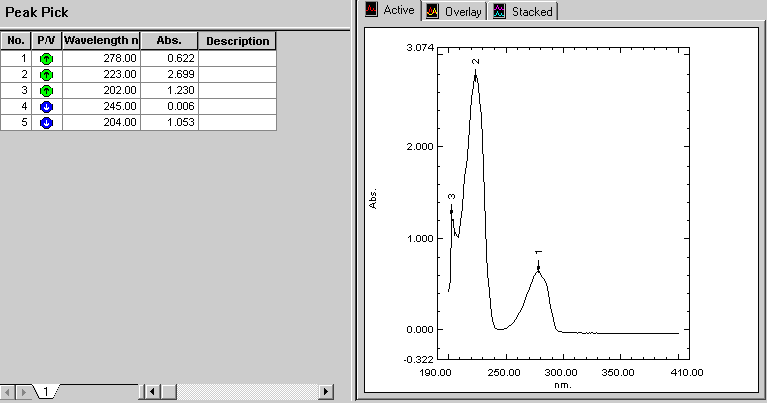 Peak Pick
No. P/V Wavelength n Abs. Description
1 278.00 0.622
2 223.00 2.699
3 202.00 1.230
4 245.00 0.006
5 204.00 1.053
1
Active Overlay Stacked
3.074
2.000
1.000
0.000
-0.322
Abs.
3
2
1
190.00 250.00 300.00 350.00 410.00
nm.